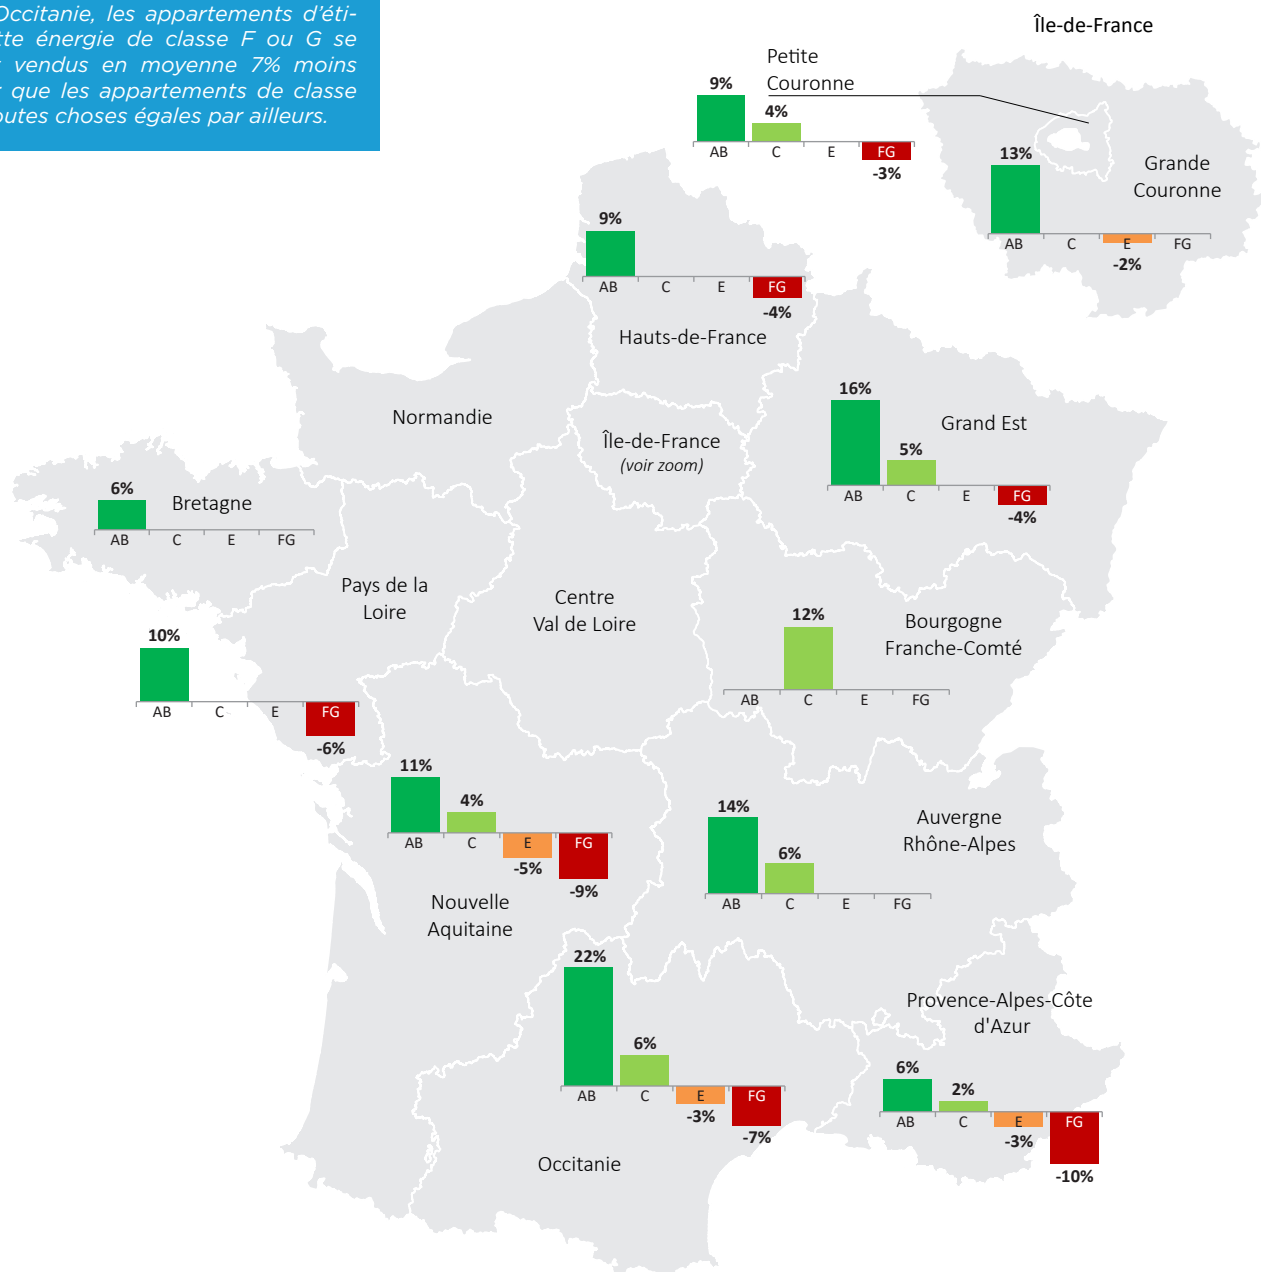 Occitanie, les appartements d'éti-
tte énergie de classe F ou G se
vendus en moyenne 7% moins
que les appartements de classe
outes choses égales par ailleurs.
Île-de-France
Petite
Couronne
9%
4%
AB C E FG
-3%
Grande
Couronne
13%
AB C E FG
-2%
9%
AB C E FG
-4%
Hauts-de-France
Normandie
Île-de-France
(voir zoom)
16%
Grand Est
5%
AB C E FG
-4%
6%
Bretagne
AB C E FG
Pays de la
Loire
10%
AB C E FG
-6%
Centre
Val de Loire
12%
Bourgogne
Franche-Comté
AB C E FG
11%
4%
AB C E FG
-5%
-9%
Nouvelle
Aquitaine
14%
6%
Auvergne
Rhône-Alpes
AB C E FG
22%
6%
AB C E FG
-3%
-7%
Occitanie
Provence-Alpes-Côte
d'Azur
6%
2%
AB C E FG
-3%
-10%